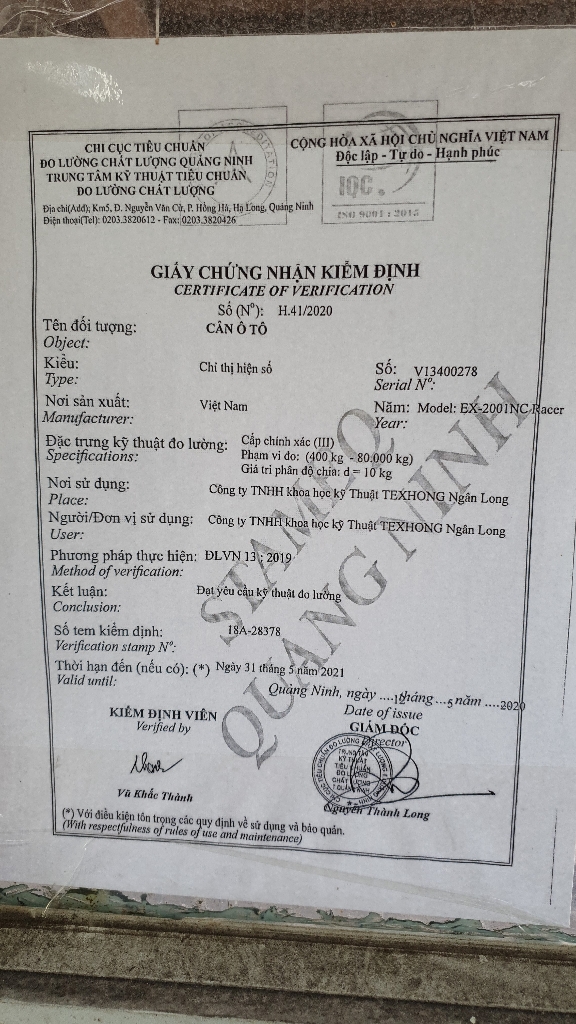 CHI CỤC TIÊU CHUẨN
ĐO LƯỜNG CHẤT LƯỢNG QUẢNG NINH
TRUNG TÂM KỸ THUẬT TIÊU CHUẨN
ĐO LƯỜNG CHẤT LƯỢNG
Địa chỉ(Add): Km5, Đ. Nguyễn Văn Cừ, P. Hồng Hà, Hạ Long, Quảng Ninh
Điện thoại(Tel): 0203.3820612 - Fax: 0203.3820426
CỘNG HÒA XÃ HỘI CHỦ NGHĨA VIỆT NAM
Độc lập - Tự do - Hạnh phúc
IQC.
ISO 9001 : 2015
GIẤY CHỨNG NHẬN KIỂM ĐỊNH
CERTIFICATE OF VERIFICATION
Số (Nº): H.41/2020
Tên đối tượng: CÂN Ô TÔ
Object:
Kiểu: Chỉ thị hiện số Số: V13400278
Type: Serial Nº:
Nơi sản xuất: Việt Nam Năm: Model: EX-2001NC Racer
Manufacturer: Year:
Đặc trưng kỹ thuật đo lường: Cấp chính xác (III)
Specifications: Phạm vi đo: (400 kg - 80.000 kg)
Giá trị phân độ chia: d = 10 kg
Nơi sử dụng: Công ty TNHH khoa học kỹ Thuật TEXHONG Ngân Long
Place:
Người/Đơn vị sử dụng: Công ty TNHH khoa học kỹ Thuật TEXHONG Ngân Long
User:
Phương pháp thực hiện: ĐLVN 13 : 2019
Method of verification:
Kết luận: Đạt yêu cầu kỹ thuật đo lường
Conclusion:
Số tem kiểm định: 18A-28378
Verification stamp Nº:
Thời hạn đến (nếu có): (*) Ngày 31 tháng 5 năm 2021
Valid until:
Quảng Ninh, ngày ....tháng ...5 năm ....2020
Date of issue
KIỂM ĐỊNH VIÊN
Verified by
GIÁM ĐỐC
Director
Vũ Khắc Thành
Nguyễn Thành Long
(*) Với điều kiện tôn trọng các quy định về sử dụng và bảo quản.
(With respectfulness of rules of use and maintenance)
STAMEQ
QUANG NINH